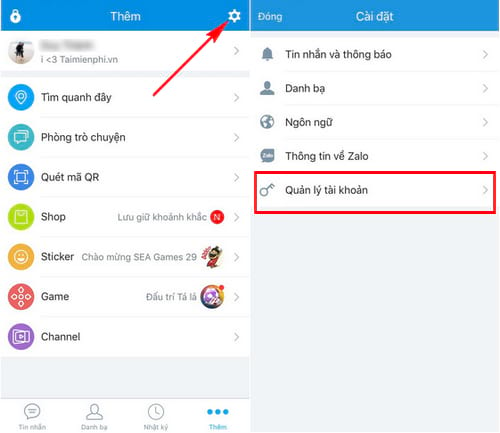 Thêm
i <3 Taimienphi.vn
Tìm quanh đây
Phòng trò chuyện
Quét mã QR
Shop Lưu giữ khoảnh khắc N
Sticker Chào mừng SEA Games 29
Game Đấu trí Tá lả
Channel
Tin nhắn Danh bạ Nhật ký Thêm
Đóng Cài đặt
Tin nhắn và thông báo
Danh bạ
Ngôn ngữ
Zalo Thông tin về Zalo
Quản lý tài khoản